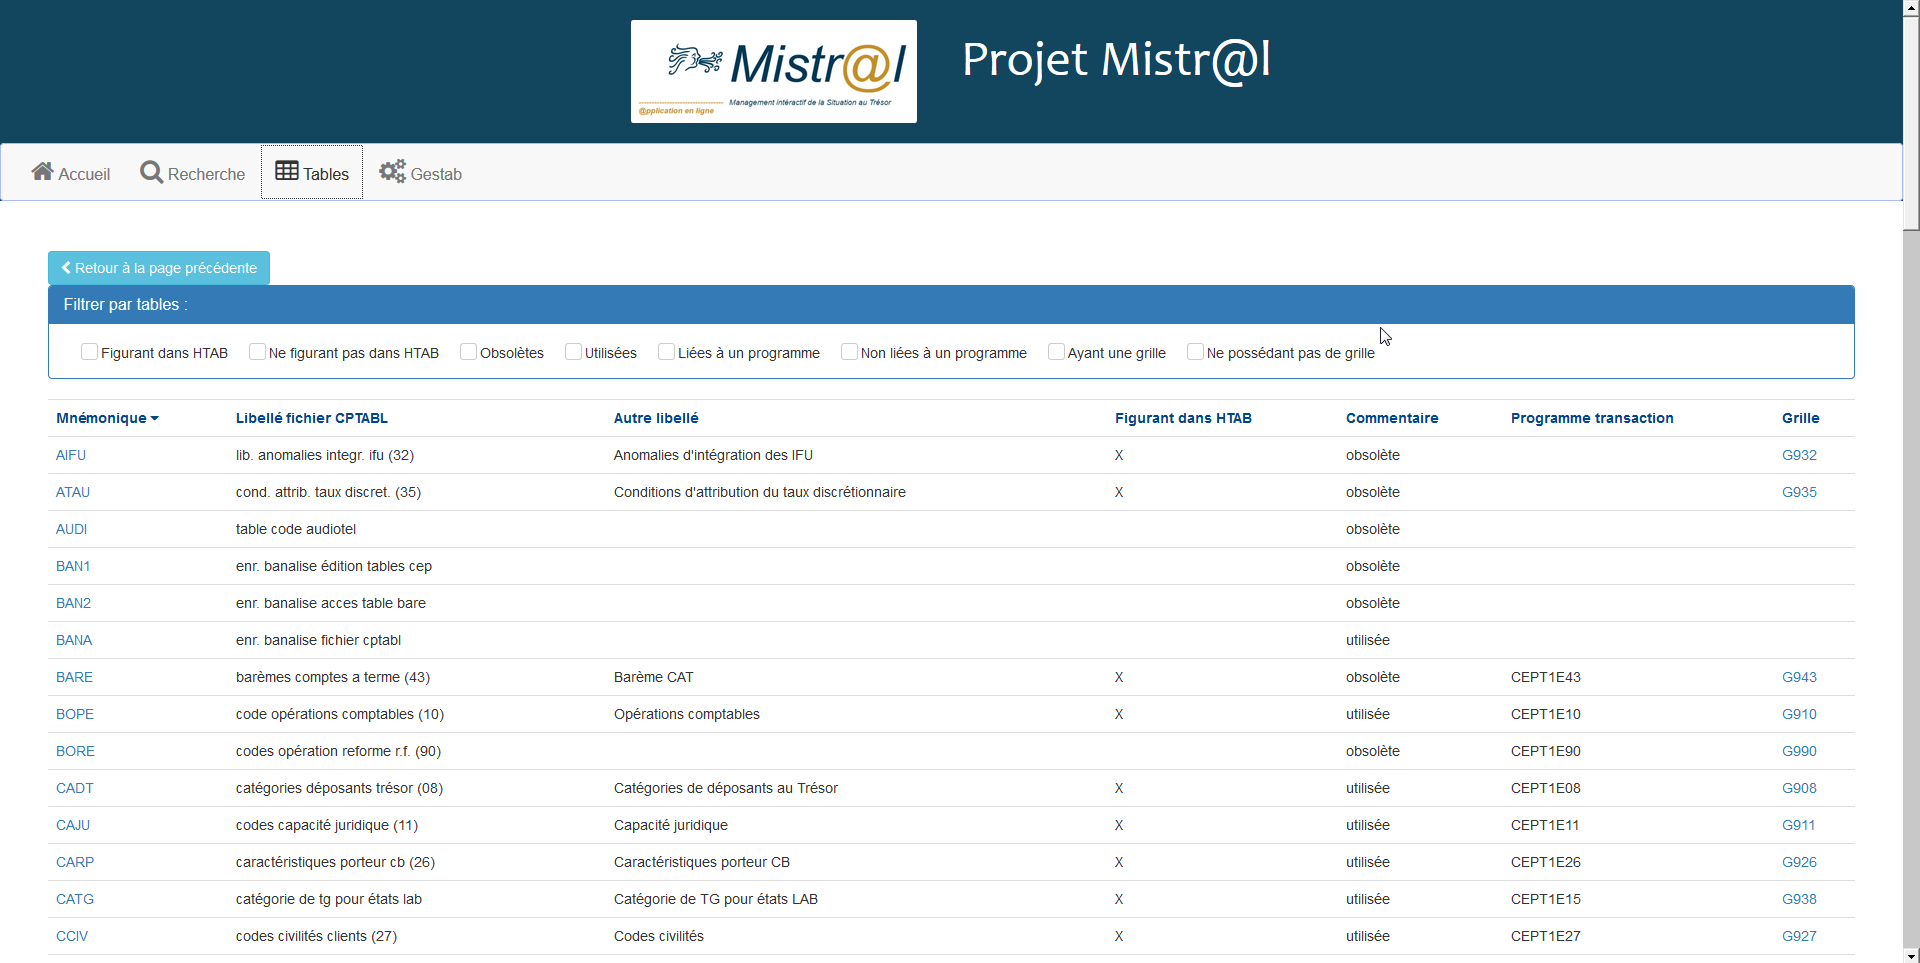 Mistr@l
Management intéractif de la Situation au Trésor
@pplication en ligne
Projet Mistr@l
Accueil Recherche Tables Gestab
Retour à la page précédente
Filtrer par tables :
Figurant dans HTAB Ne figurant pas dans HTAB Obsolètes Utilisées Liées à un programme Non liées à un programme Ayant une grille Ne possédant pas de grille
Mnémonique Libellé fichier CPTABL Autre libellé Figurant dans HTAB Commentaire Programme transaction Grille
AIFU lib. anomalies integr. ifu (32) Anomalies d'intégration des IFU X obsolète G932
ATAU cond. attrib. taux discret. (35) Conditions d'attribution du taux discrétionnaire X obsolète G935
AUDI table code audiotel obsolète
BAN1 enr. banalise édition tables cep obsolète
BAN2 enr. banalise acces table bare obsolète
BANA enr. banalise fichier cptabl utilisée
BARE barèmes comptes a terme (43) Barème CAT X obsolète CEPT1E43 G943
BOPE code opérations comptables (10) Opérations comptables X utilisée CEPT1E10 G910
BORE codes opération reforme r.f. (90) obsolète CEPT1E90 G990
CADT catégories déposants trésor (08) Catégories de déposants au Trésor X utilisée CEPT1E08 G908
CAJU codes capacité juridique (11) Capacité juridique X utilisée CEPT1E11 G911
CARP caractéristiques porteur cb (26) Caractéristiques porteur CB X utilisée CEPT1E26 G926
CATG catégorie de tg pour états lab Catégorie de TG pour états LAB X utilisée CEPT1E15 G938
CCIV codes civilités clients (27) Codes civilités X utilisée CEPT1E27 G927